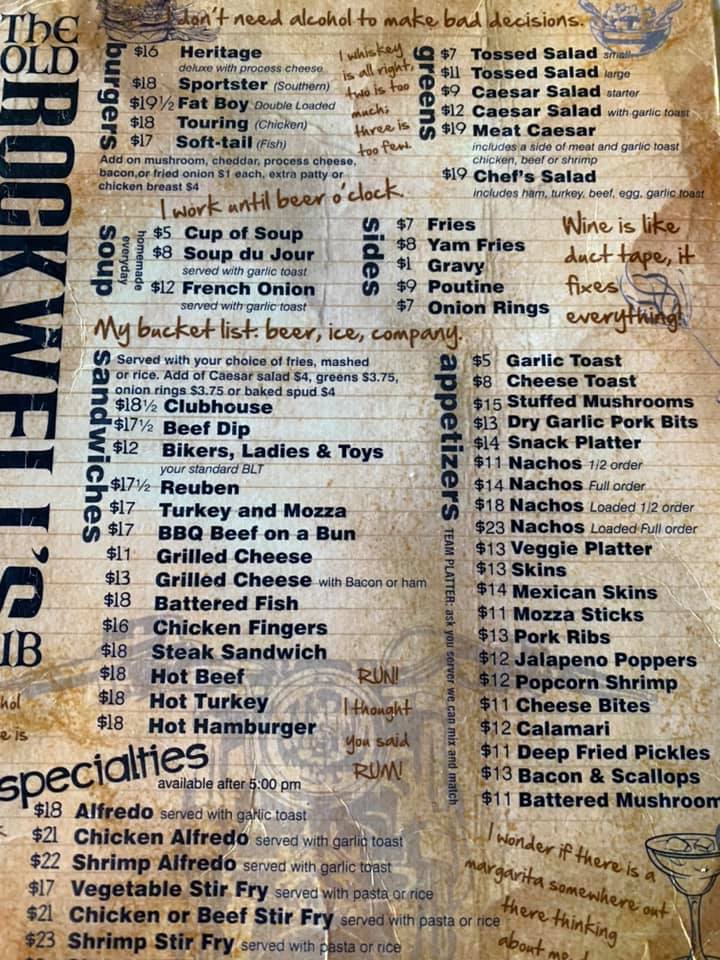 don't need alcohol to make bad decisions.
THE
OLD
ROCKWELL'S
burgers
$16 Heritage
deluxe with process cheese
$18 Sportster (Southern)
$19½ Fat Boy Double Loaded
$18 Touring (Chicken)
$17 Soft-tail (Fish)
Add on mushroom, cheddar, process cheese,
bacon,or fried onion $1 each, extra patty or
chicken breast $4
1 whiskey
is all right,
two is too
much;
three is
too few.
greens
$7 Tossed Salad small
$11 Tossed Salad large
$9 Caesar Salad starter
$12 Caesar Salad with garlic toast
$19 Meat Caesar
includes a side of meat and garlic toast
chicken, beef or shrimp
$19 Chef's Salad
includes ham, turkey, beef, egg, garlic toast
I work until beer o'clock.
soup
homemade
everyday
$5 Cup of Soup
$8 Soup du Jour
served with garlic toast
$12 French Onion
served with garlic toast
sides
$7 Fries
$8 Yam Fries
$1 Gravy
$9 Poutine
$7 Onion Rings
Wine is like
duct tape, it
fixes
everything!
My bucket list: beer, ice, company.
sandwiches
Served with your choice of fries, mashed
or rice. Add of Caesar salad $4, greens $3.75,
onion rings $3.75 or baked spud $4
$18½ Clubhouse
$17½ Beef Dip
$12 Bikers, Ladies & Toys
your standard BLT
$17½ Reuben
$17 Turkey and Mozza
$17 BBQ Beef on a Bun
$11 Grilled Cheese
$13 Grilled Cheese with Bacon or ham
$18 Battered Fish
$16 Chicken Fingers
$18 Steak Sandwich
$18 Hot Beef
$18 Hot Turkey
$18 Hot Hamburger
RUN!
I thought
you said
RUM!
appetizers
TEAM PLATTER: ask you server we can mix and match
$5 Garlic Toast
$8 Cheese Toast
$15 Stuffed Mushrooms
$13 Dry Garlic Pork Bits
$14 Snack Platter
$11 Nachos 1/2 order
$14 Nachos Full order
$18 Nachos Loaded 1/2 order
$23 Nachos Loaded Full order
$13 Veggie Platter
$13 Skins
$14 Mexican Skins
$11 Mozza Sticks
$13 Pork Ribs
$12 Jalapeno Poppers
$12 Popcorn Shrimp
$11 Cheese Bites
$12 Calamari
$11 Deep Fried Pickles
$13 Bacon & Scallops
$11 Battered Mushroom
specialties
available after 5:00 pm
$18 Alfredo served with garlic toast
$21 Chicken Alfredo served with garlic toast
$22 Shrimp Alfredo served with garlic toast
$17 Vegetable Stir Fry served with pasta or rice
$21 Chicken or Beef Stir Fry served with pasta or rice
$23 Shrimp Stir Fry served with pasta or rice
I wonder if there is a
margarita somewhere out
there thinking
about me